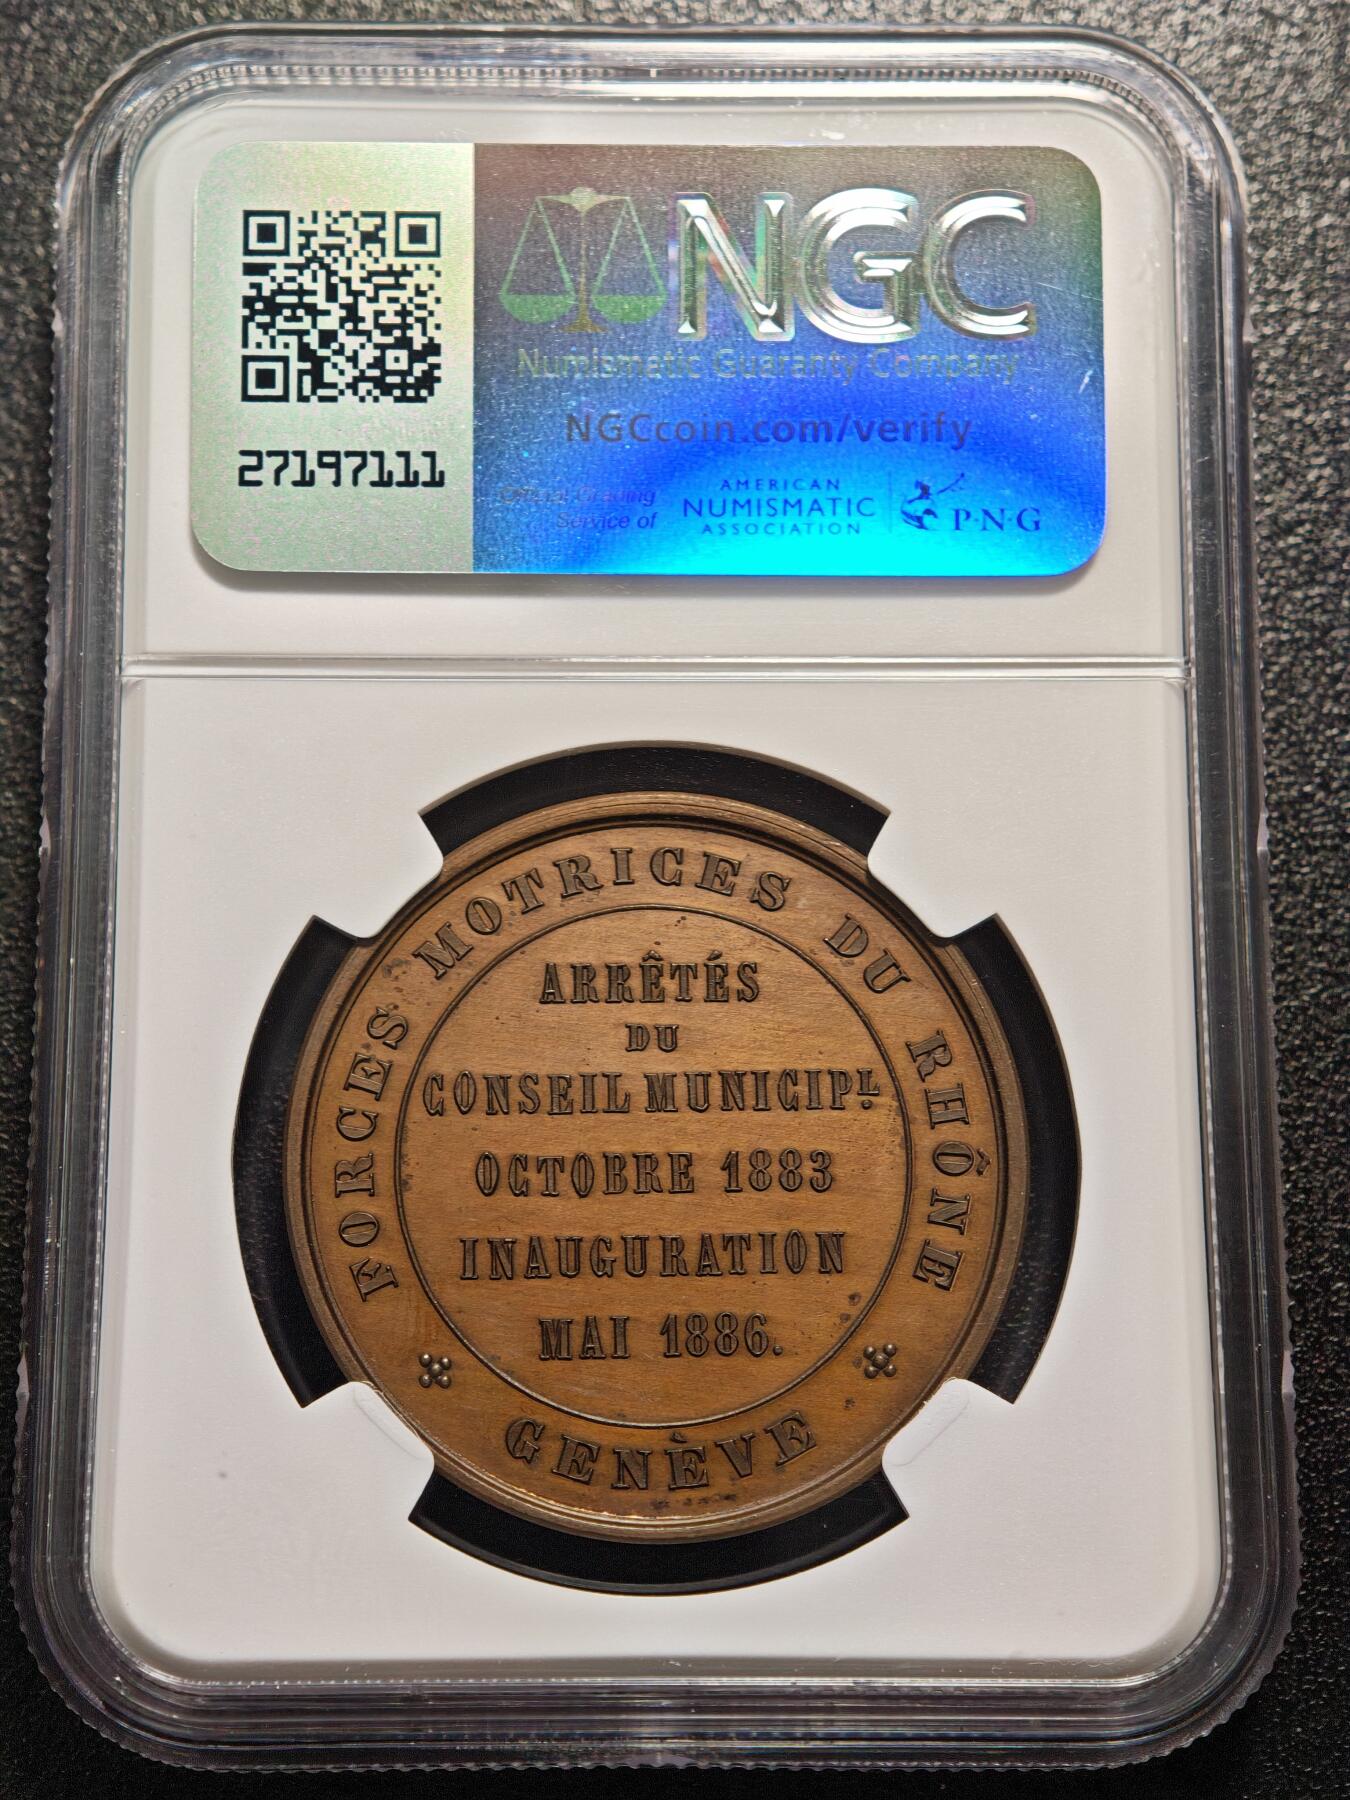 NGC
Numismatic Guaranty Company
NGCcoin.com/verify
27197111
Official Grading
Service of
AMERICAN
NUMISMATIC
ASSOCIATION
P·N·G
FORCES MOTRICES DU RHÔNE
ARRÊTÉS
DU
CONSEIL MUNICIPL.
OCTOBRE 1883
INAUGURATION
MAI 1886.
GENÈVE